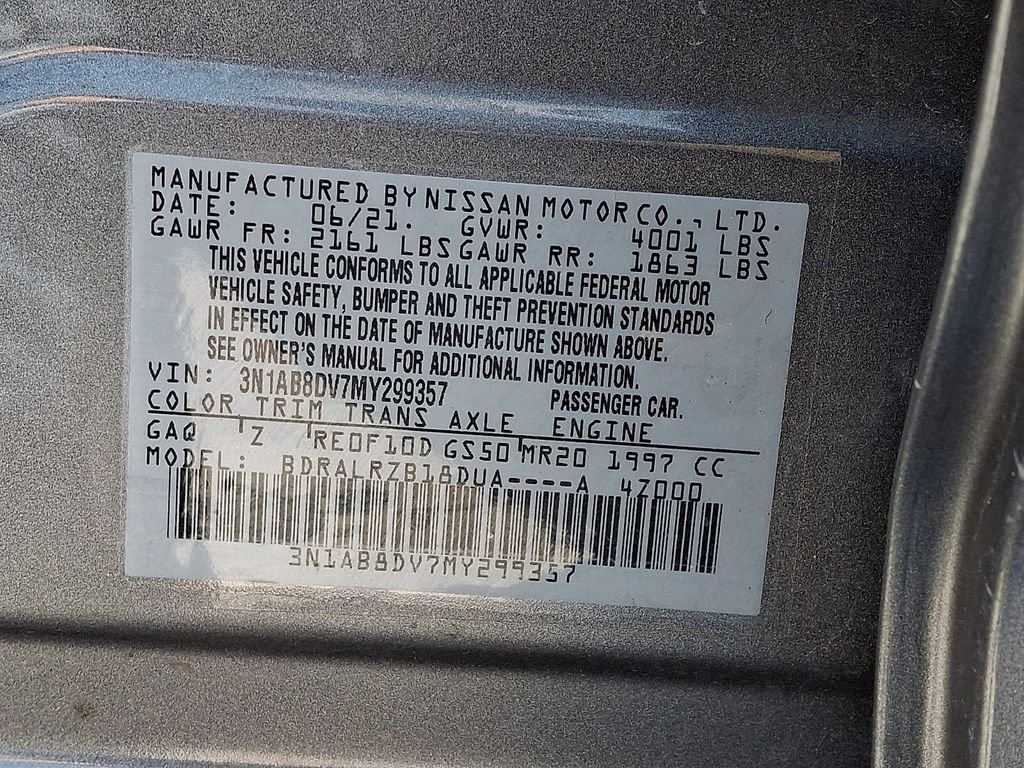 MANUFACTURED BY NISSAN MOTOR CO., LTD.
DATE: 06/21. GVWR: 4001 LBS
GAWR FR: 2161 LBS GAWR RR: 1863 LBS
THIS VEHICLE CONFORMS TO ALL APPLICABLE FEDERAL MOTOR
VEHICLE SAFETY, BUMPER AND THEFT PREVENTION STANDARDS
IN EFFECT ON THE DATE OF MANUFACTURE SHOWN ABOVE.
SEE OWNER'S MANUAL FOR ADDITIONAL INFORMATION.
VIN: 3N1AB8DV7MY299357 PASSENGER CAR.
COLOR TRIM TRANS AXLE ENGINE
GAQ Z RE0F10D GS50 MR20 1997 CC
MODEL: BDRALRZB18DUA----A 4Z000
3N1AB8DV7MY299357